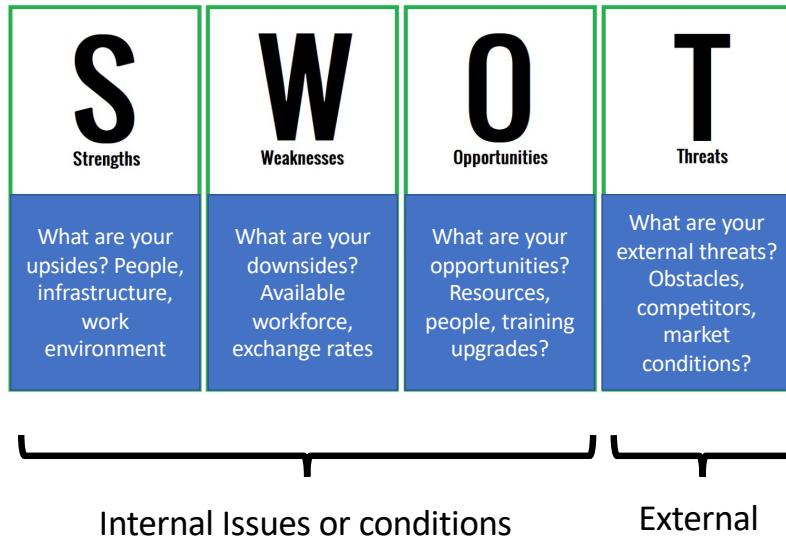 S
Strengths
What are your
upsides? People,
infrastructure,
work
environment
W
Weaknesses
What are your
downsides?
Available
workforce,
exchange rates
O
Opportunities
What are your
opportunities?
Resources,
people, training
upgrades?
T
Threats
What are your
external threats?
Obstacles,
competitors,
market
conditions?
Internal Issues or conditions
External